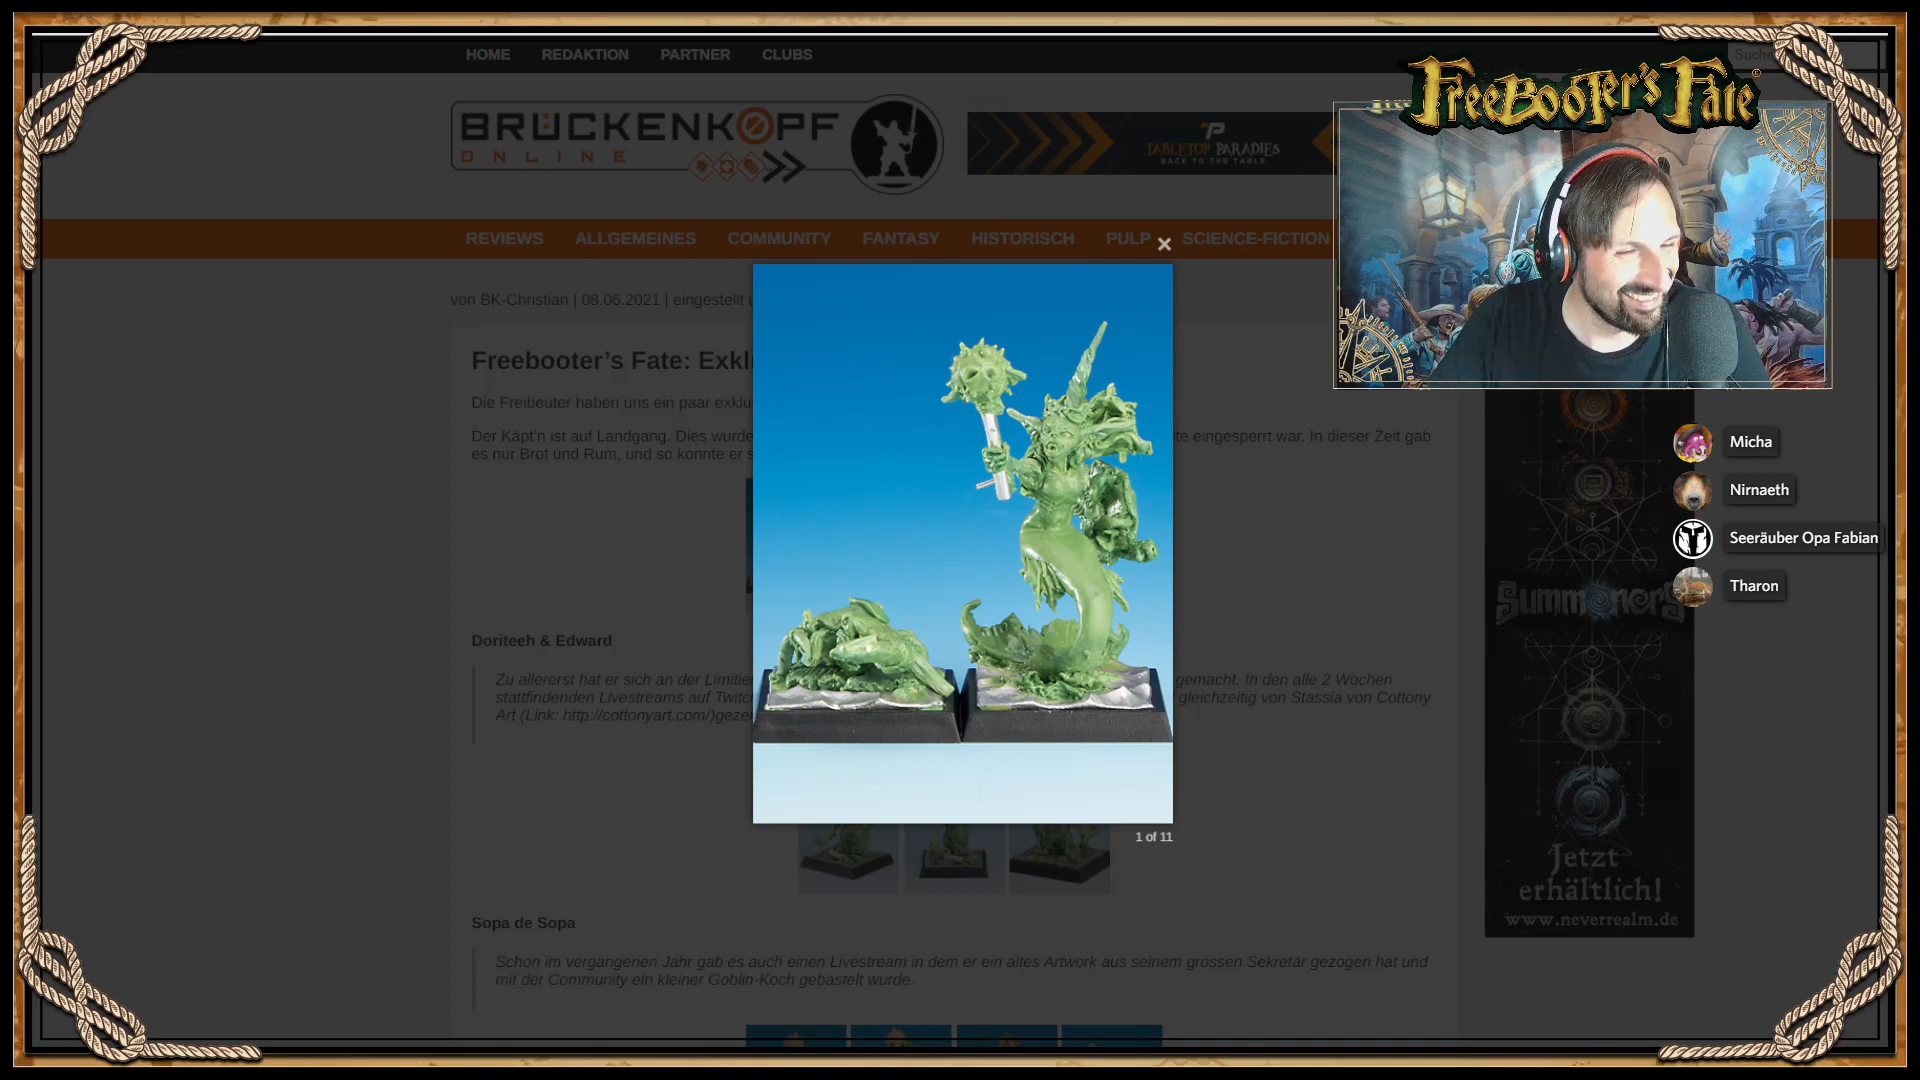 HOME REDAKTION PARTNER CLUBS
Suche
FREEBOOTER'S FATE
BRÜCKENKOPF
ONLINE
TP
TABLETOP PARADIES
BACK TO THE TABLE
REVIEWS ALLGEMEINES COMMUNITY FANTASY HISTORISCH PULP SCIENCE-FICTION
×
von BK-Christian | 08.06.2021 | eingestellt
Freebooter’s Fate: Exkl
Die Freibeuter haben uns ein paar
Der Käpt'n ist auf Landgang. Dies wurde
eingesperrt war. In dieser Zeit gab
es nur Brot und Rum, und so konnte er
Micha
Nirnaeth
Seeräuber Opa Fabian
Tharon
Summoners
Doriteeh & Edward
Zu allererst hat er sich an der
gemacht. In den alle 2 Wochen
stattfindenden Livestreams auf
gleichzeitig von Stassia von Cottony
Art (Link: http://cottonyart.com/)
1 of 11
Jetzt
erhältlich!
www.neverrealm.de
Sopa de Sopa
Schon im vergangenen Jahr gab es auch einen Livestream in dem er ein altes Artwork aus seinem grossen Sekretär gezogen hat und
mit der Community ein kleiner Goblin-Koch gebastelt wurde.